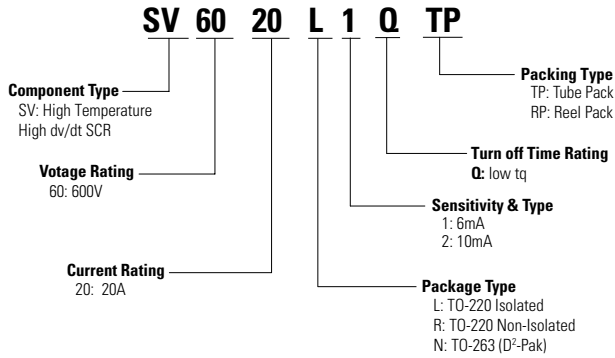 SV 60 20 L 1 Q TP
Component Type
SV: High Temperature
High dv/dt SCR
Packing Type
TP: Tube Pack
RP: Reel Pack
Votage Rating
60: 600V
Turn off Time Rating
Q: low tq
Sensitivity & Type
1: 6mA
2: 10mA
Current Rating
20: 20A
Package Type
L: TO-220 Isolated
R: TO-220 Non-Isolated
N: TO-263 (D²-Pak)